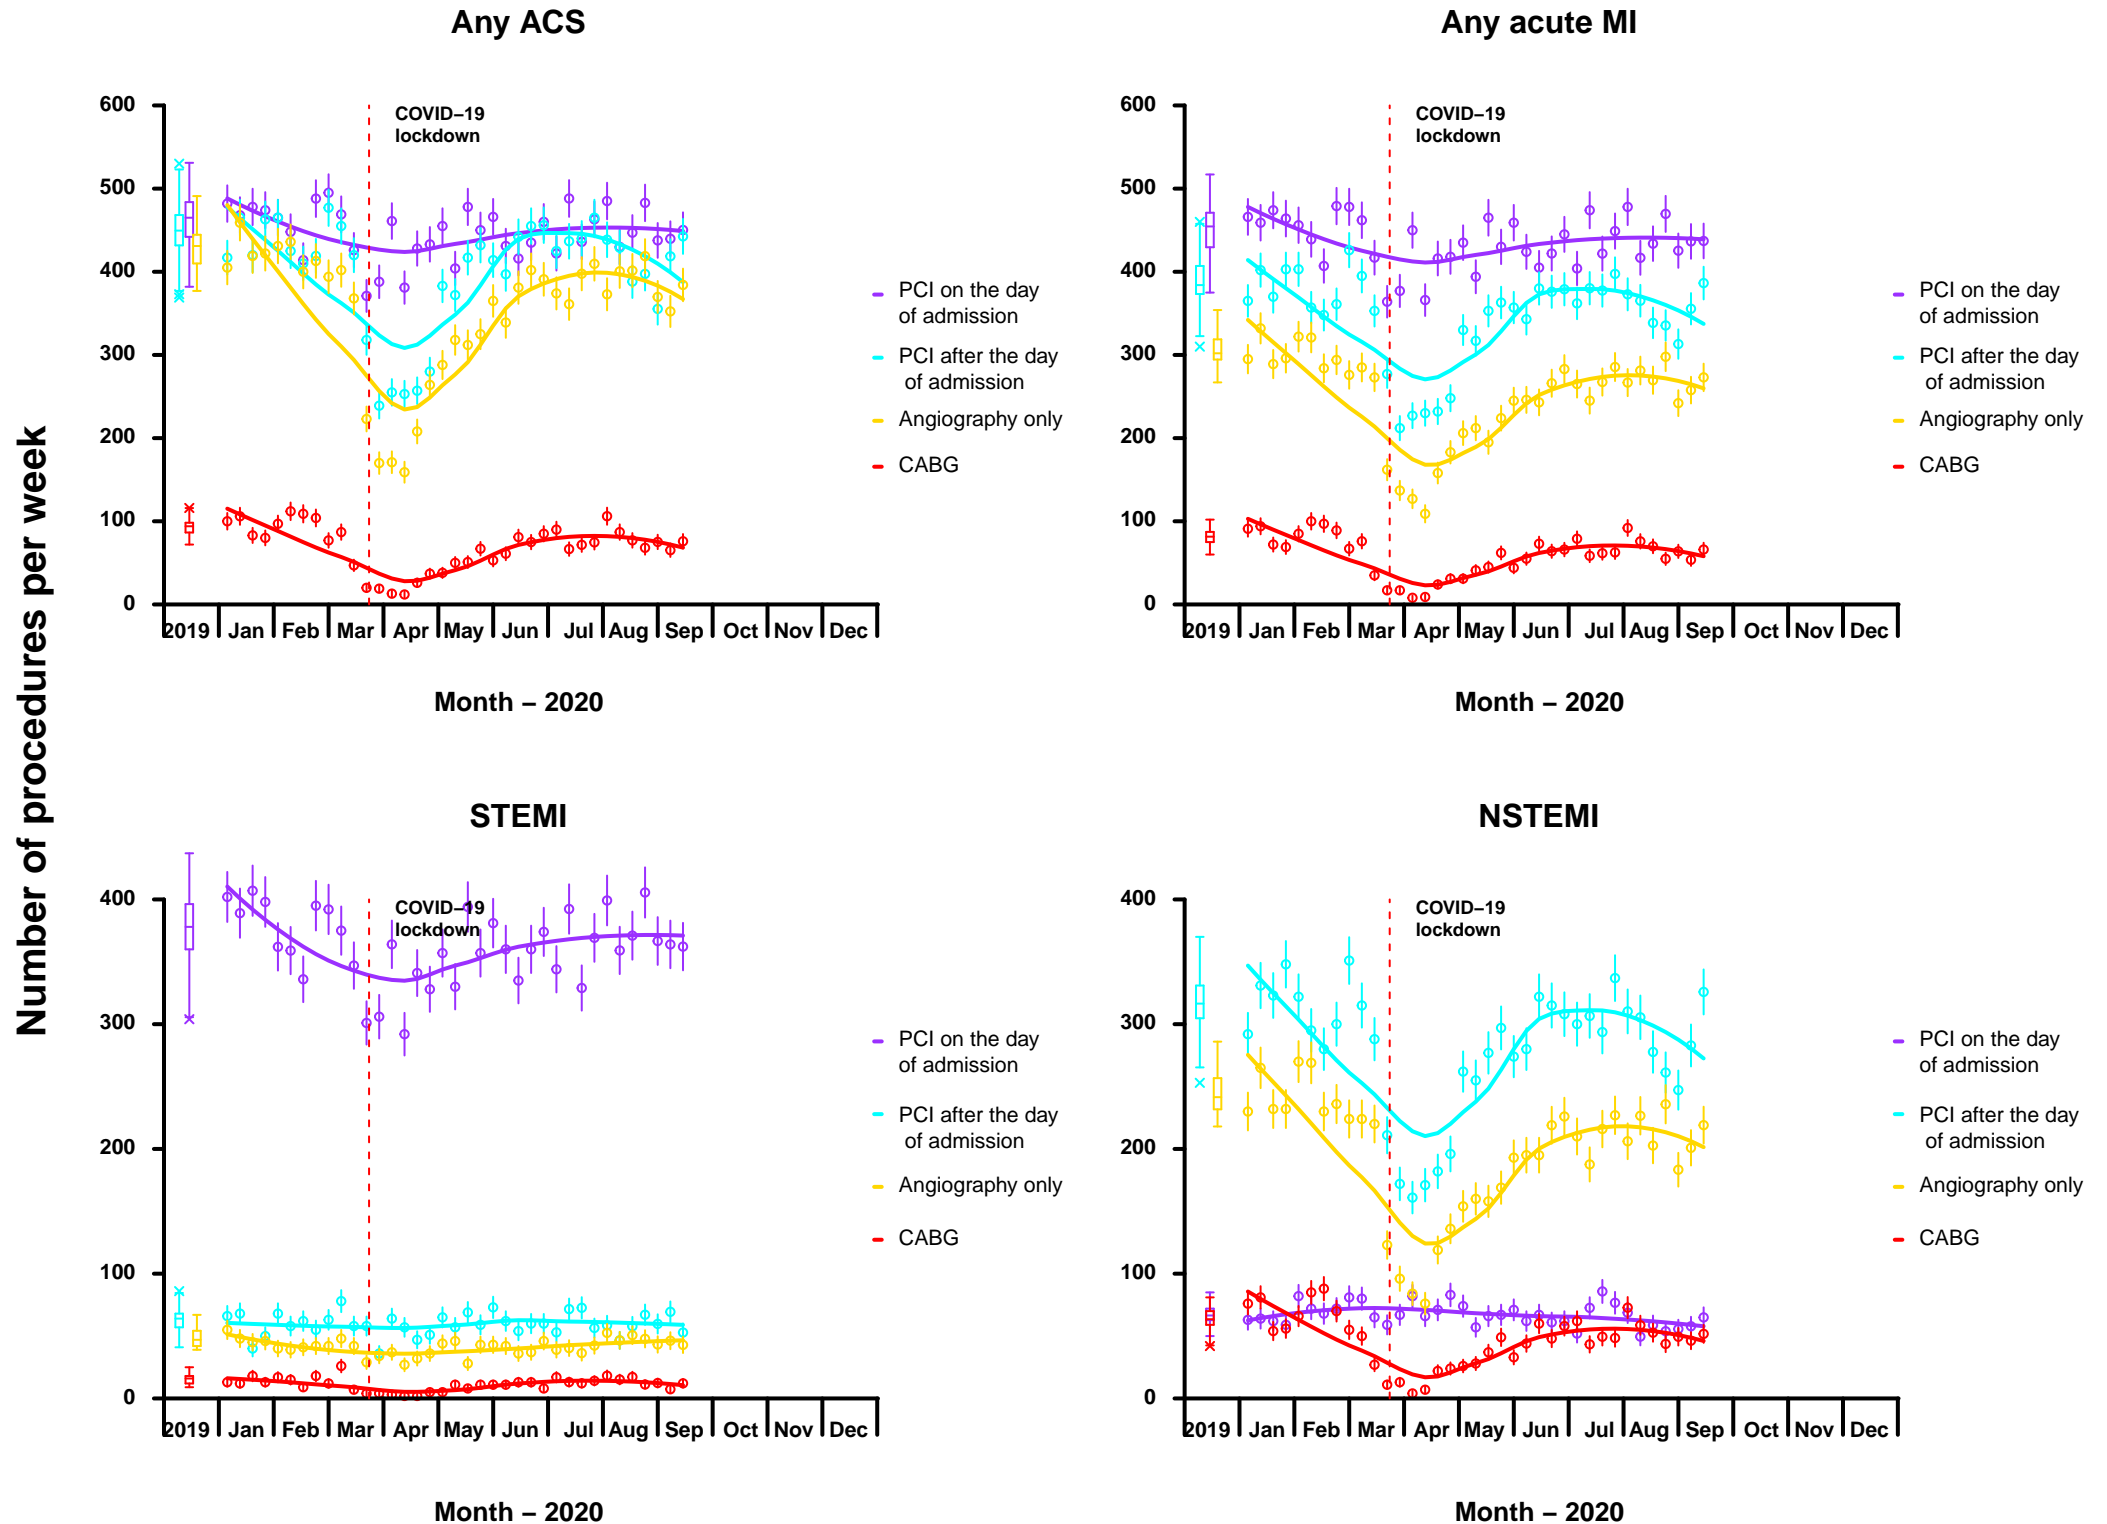 Any ACS
Any acute MI
Number of procedures per week
600
500
400
300
200
100
0
COVID−19
lockdown
PCI on the day
of admission
PCI after the day
of admission
Angiography only
CABG
2019 Jan Feb Mar Apr May Jun Jul Aug Sep Oct Nov Dec
Month − 2020
600
500
400
300
200
100
0
COVID−19
lockdown
PCI on the day
of admission
PCI after the day
of admission
Angiography only
CABG
2019 Jan Feb Mar Apr May Jun Jul Aug Sep Oct Nov Dec
Month − 2020
STEMI
NSTEMI
400
300
200
100
0
COVID−19
lockdown
PCI on the day
of admission
PCI after the day
of admission
Angiography only
CABG
2019 Jan Feb Mar Apr May Jun Jul Aug Sep Oct Nov Dec
Month − 2020
400
300
200
100
0
COVID−19
lockdown
PCI on the day
of admission
PCI after the day
of admission
Angiography only
CABG
2019 Jan Feb Mar Apr May Jun Jul Aug Sep Oct Nov Dec
Month − 2020